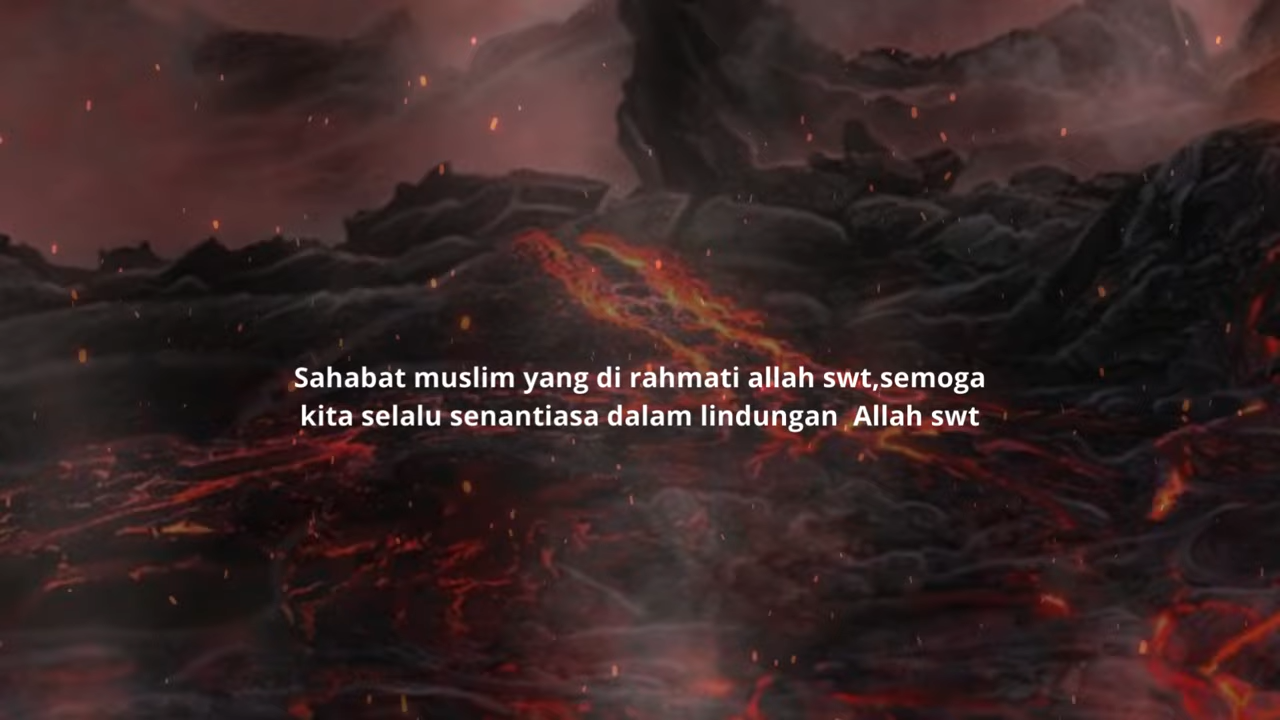 Sahabat muslim yang di rahmati allah swt,semoga
kita selalu senantiasa dalam lindungan  Allah swt